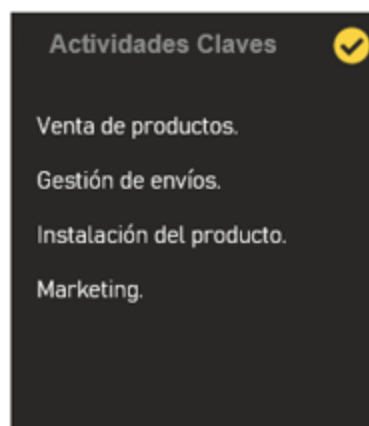 Actividades Claves
Venta de productos.
Gestión de envíos.
Instalación del producto.
Marketing.